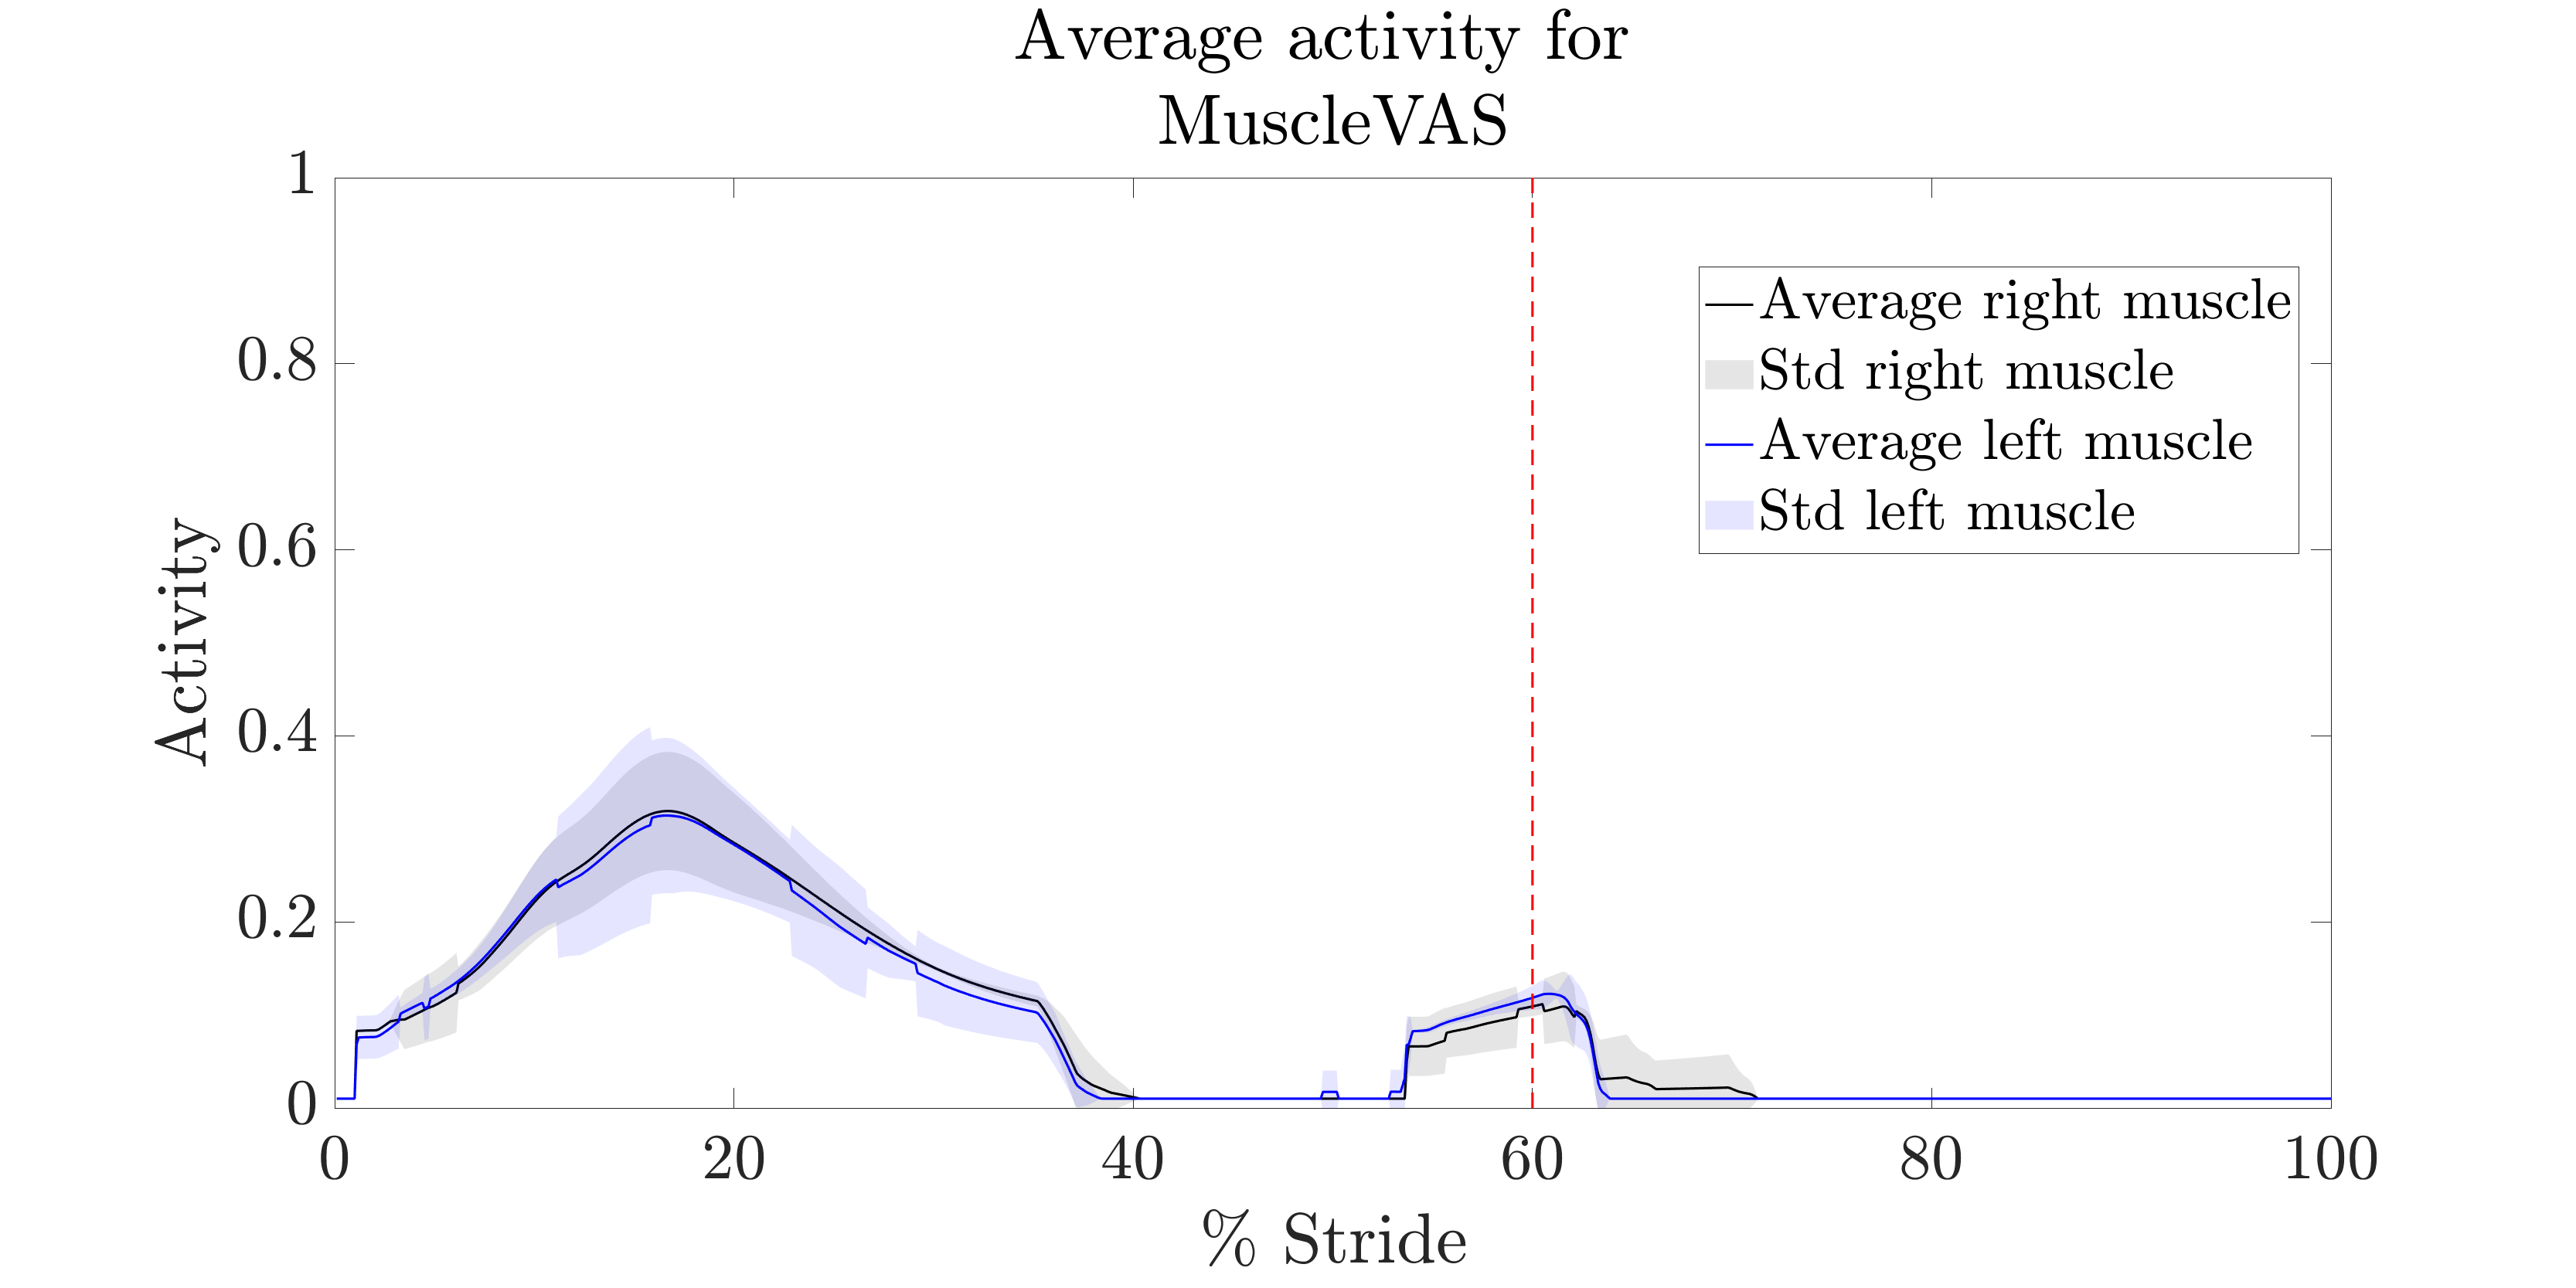 Average activity for
MuscleVAS
1
0.8
0.6
0.4
0.2
0
Activity
Average right muscle
Std right muscle
Average left muscle
Std left muscle
0 20 40 60 80 100
% Stride